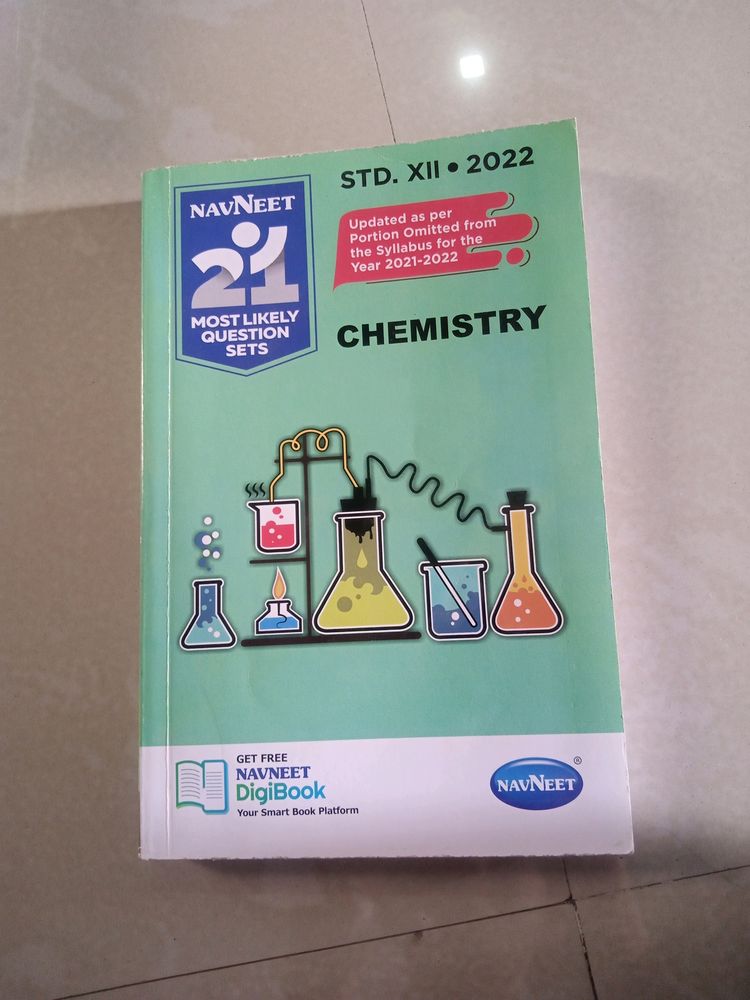 NAVNEET
21
MOST LIKELY
QUESTION
SETS
STD. XII • 2022
Updated as per
Portion Omitted from
the Syllabus for the
Year 2021-2022
CHEMISTRY
GET FREE
NAVNEET
DigiBook
Your Smart Book Platform
NAVNEET ®